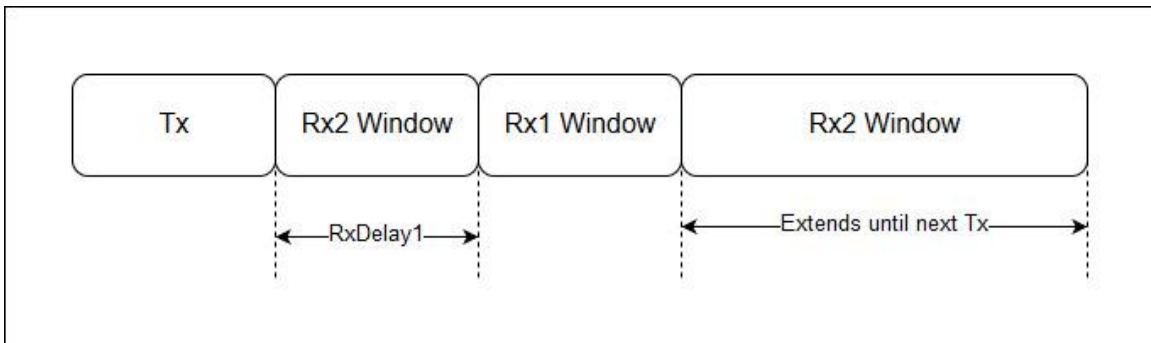 Tx
Rx2 Window
Rx1 Window
Rx2 Window
RxDelay1
Extends until next Tx